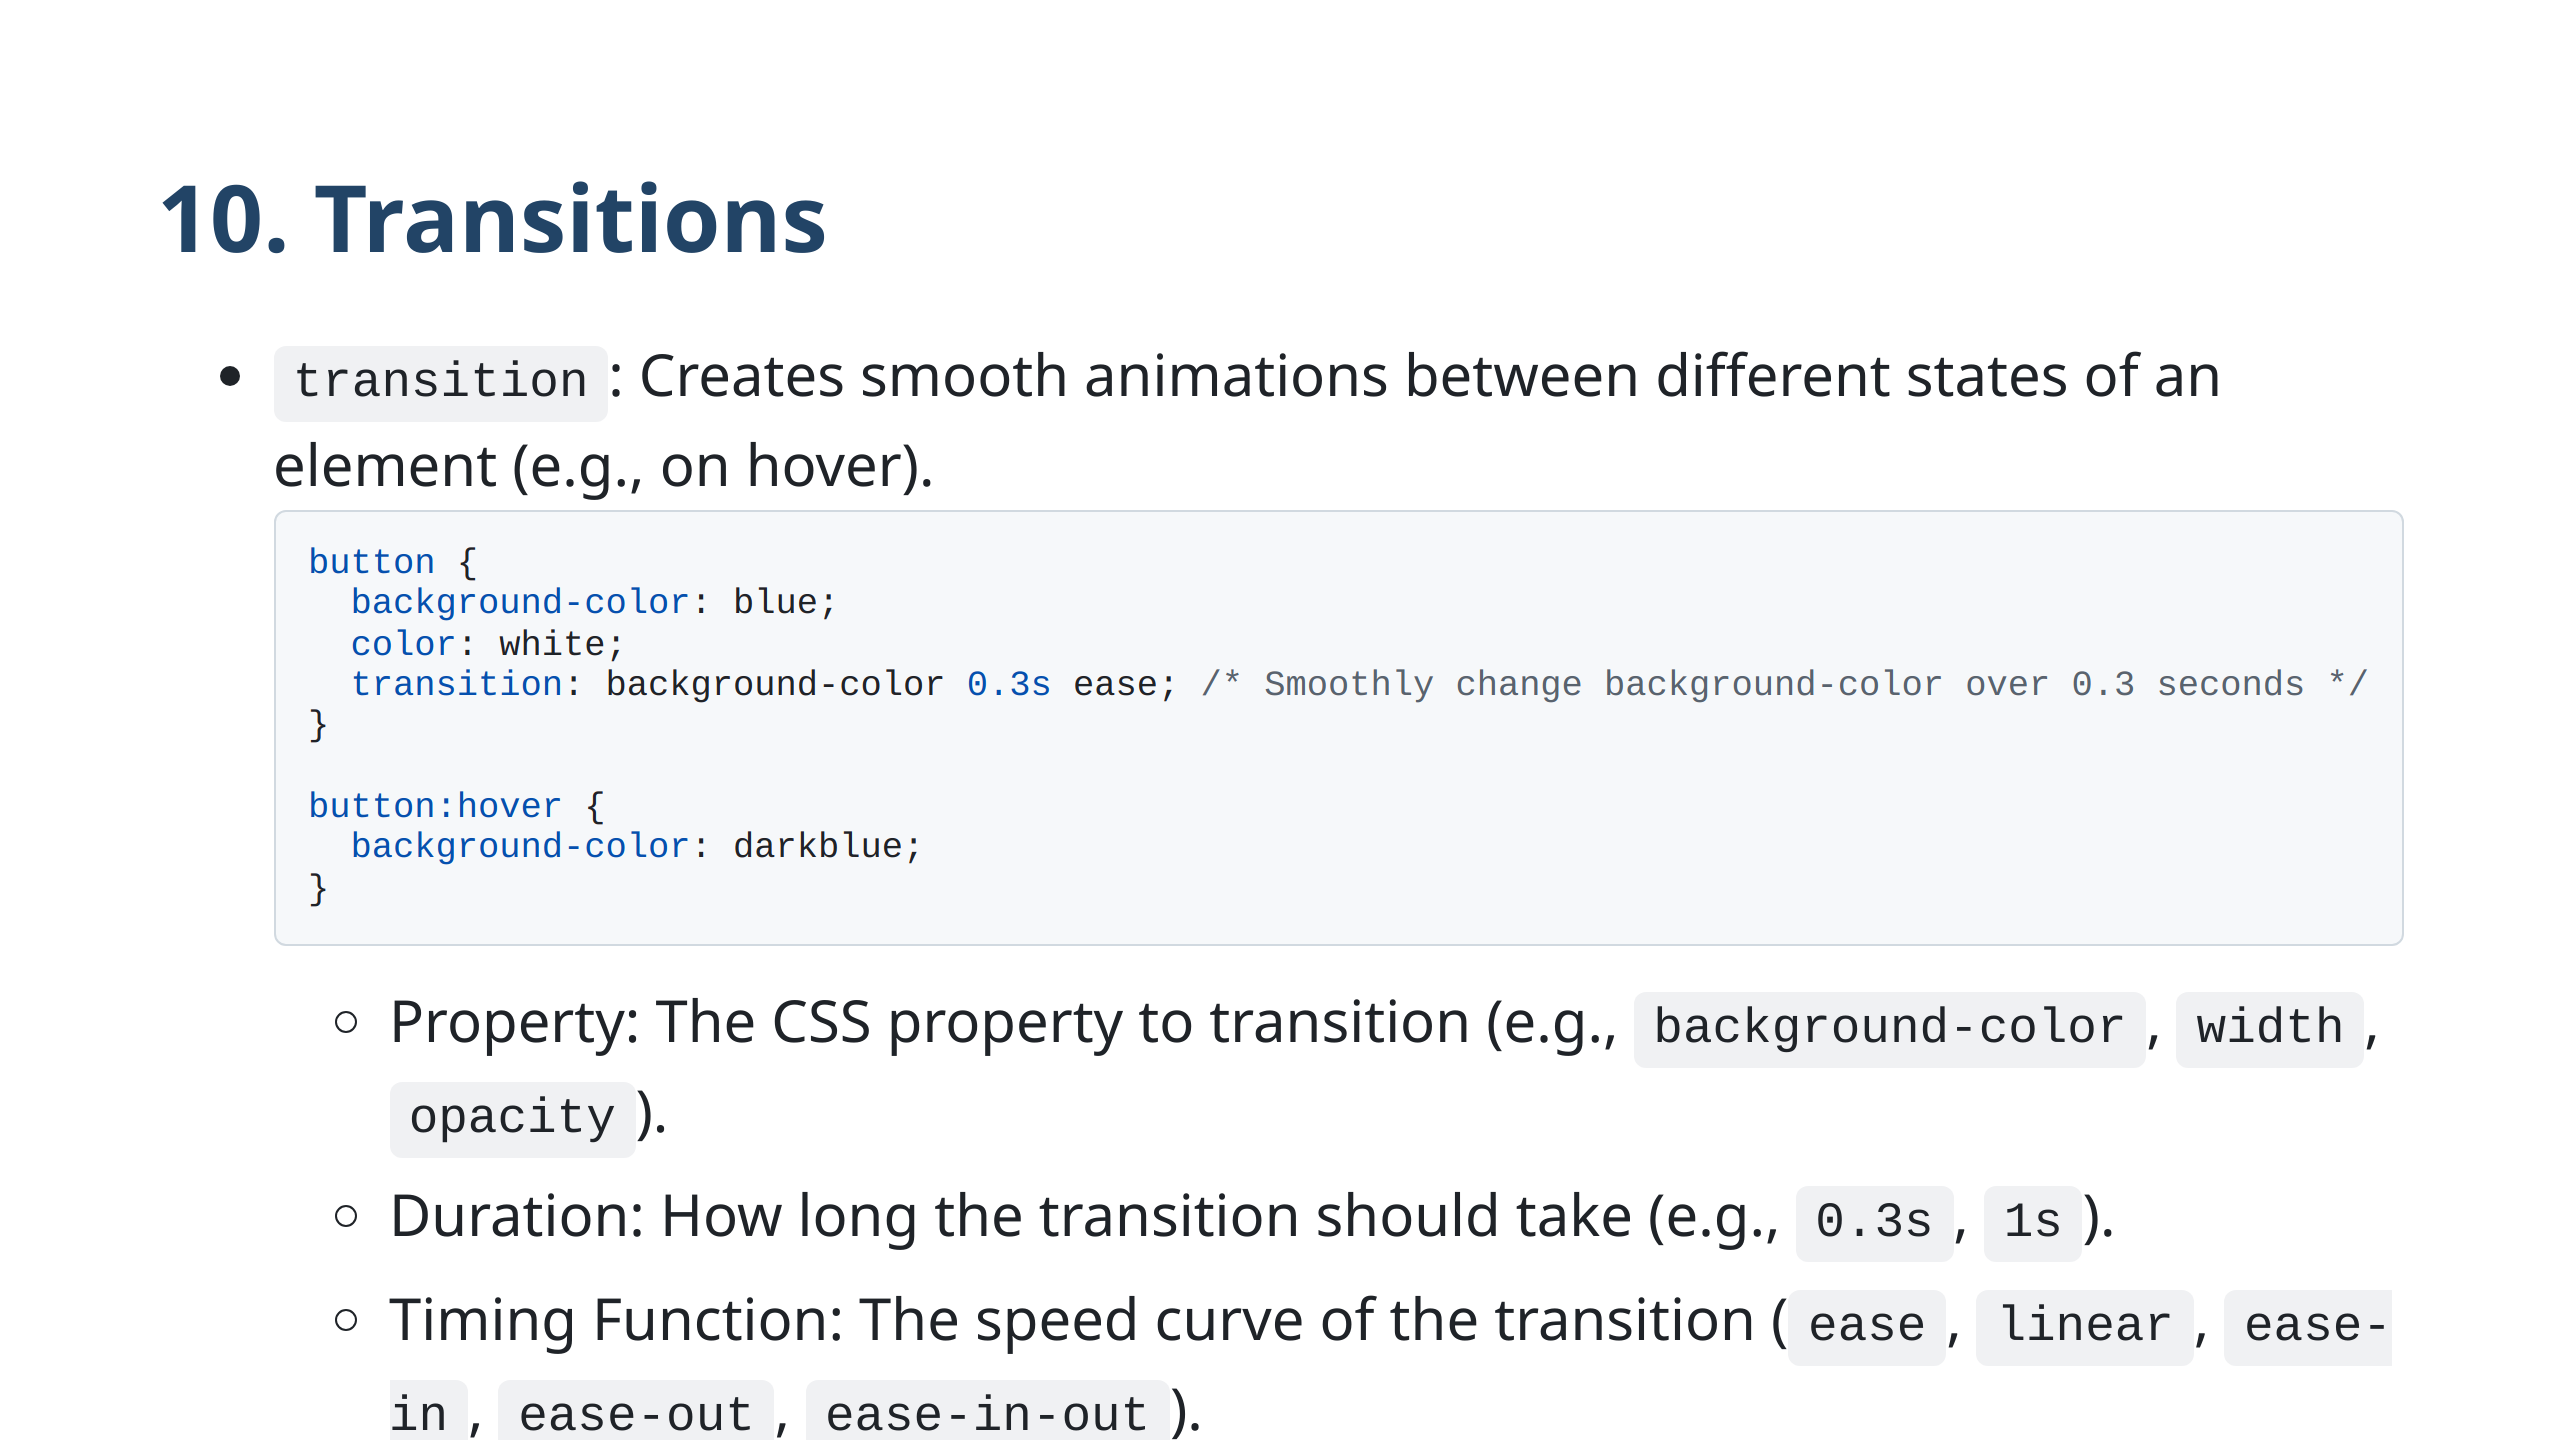 10. Transitions
• transition: Creates smooth animations between different states of an
element (e.g., on hover).
button {
  background-color: blue;
  color: white;
  transition: background-color 0.3s ease; /* Smoothly change background-color over 0.3 seconds */
}

button:hover {
  background-color: darkblue;
}
◦ Property: The CSS property to transition (e.g., background-color, width,
opacity).
◦ Duration: How long the transition should take (e.g., 0.3s, 1s).
◦ Timing Function: The speed curve of the transition (ease, linear, ease-
in, ease-out, ease-in-out).